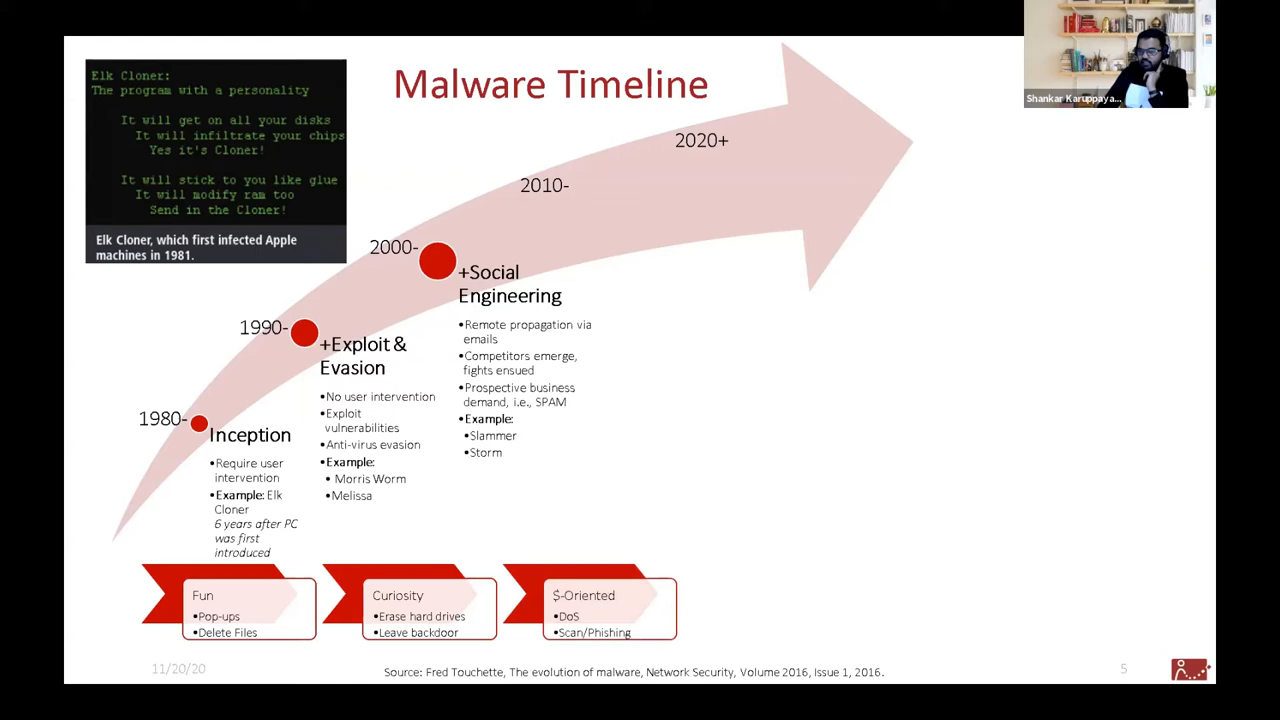 Elk Cloner:
The program with a personality
It will get on all your disks
It will infiltrate your chips
Yes it's Cloner!
It will stick to you like glue
It will modify ram too
Send in the Cloner!
Elk Cloner, which first infected Apple
machines in 1981.
Malware Timeline
Shankar Karuppaya...
2020+
2010-
2000-
+Social
Engineering
•Remote propagation via
emails
•Competitors emerge,
fights ensued
•Prospective business
demand, i.e., SPAM
•Example:
•Slammer
•Storm
1990-
+Exploit &
Evasion
•No user intervention
•Exploit
vulnerabilities
•Anti-virus evasion
•Example:
• Morris Worm
•Melissa
1980-
Inception
•Require user
intervention
•Example: Elk
Cloner
6 years after PC
was first
introduced
Fun
•Pop-ups
•Delete Files
Curiosity
•Erase hard drives
•Leave backdoor
$-Oriented
•DoS
•Scan/Phishing
11/20/20
Source: Fred Touchette, The evolution of malware, Network Security, Volume 2016, Issue 1, 2016.
5